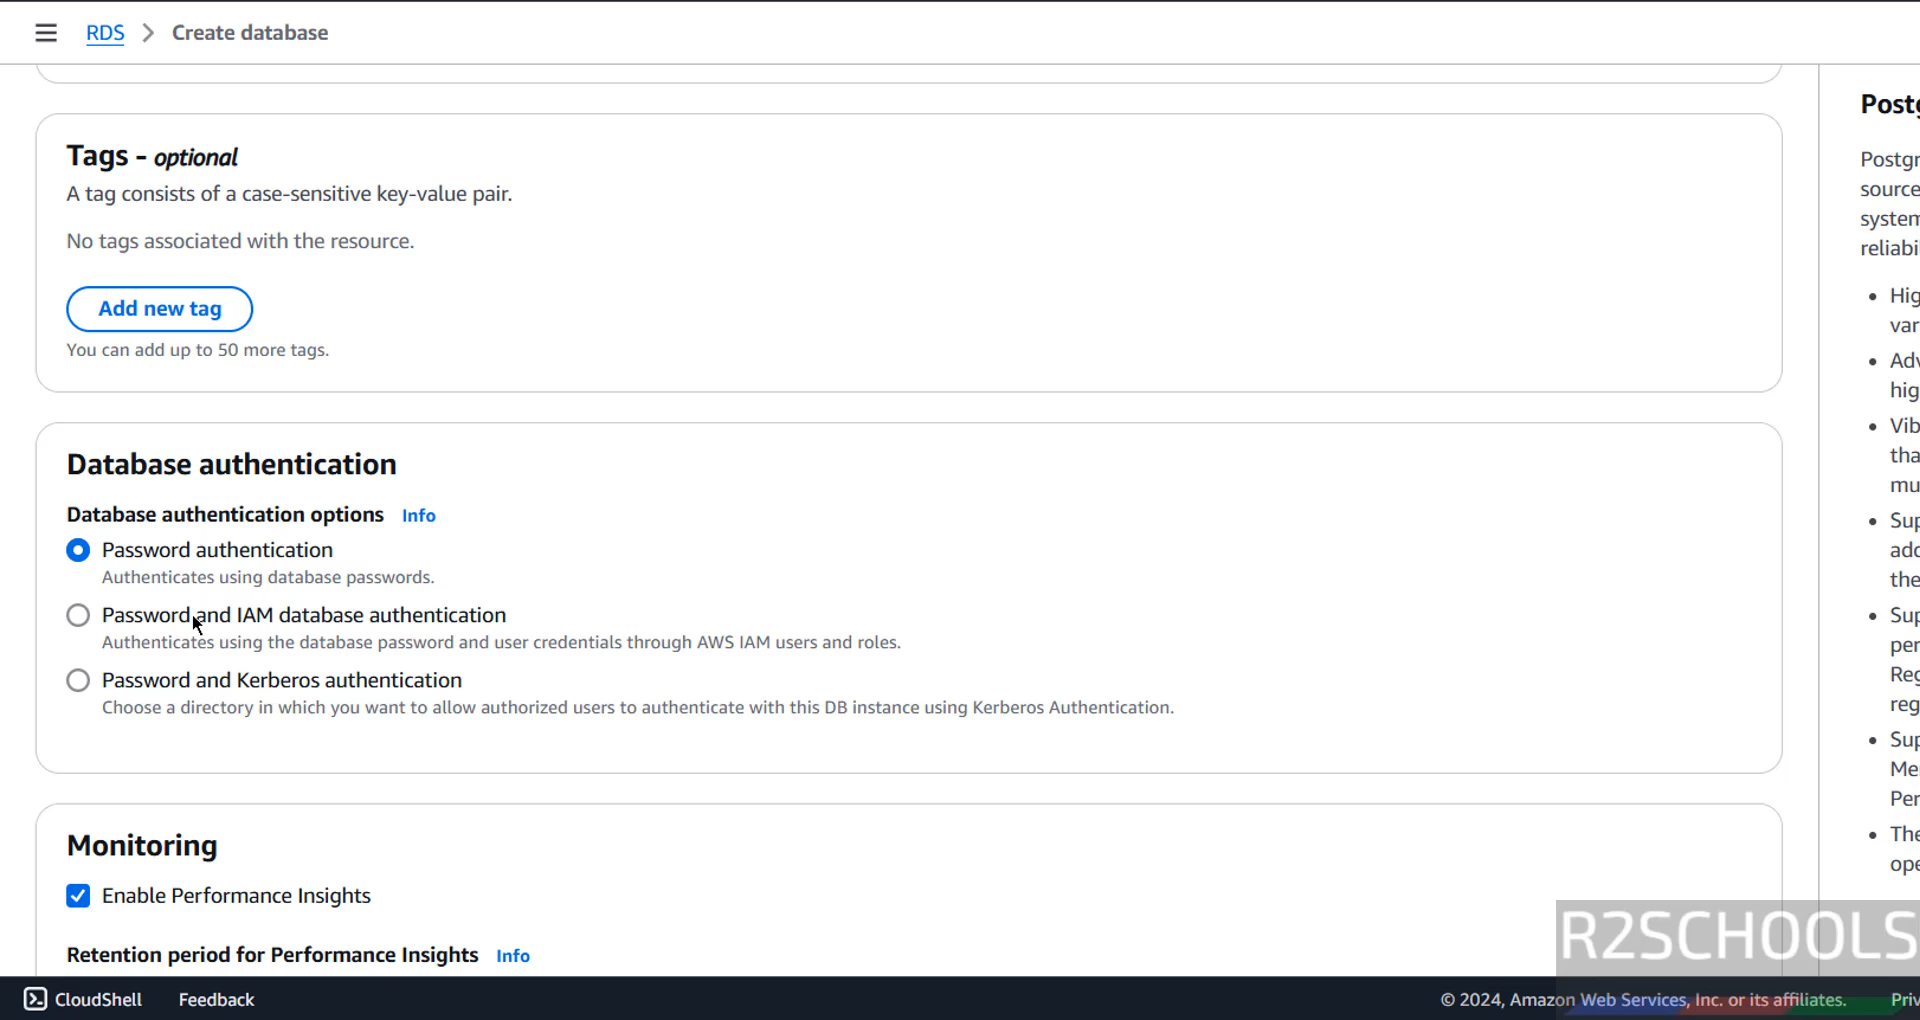 RDS > Create database
Tags - optional
A tag consists of a case-sensitive key-value pair.
No tags associated with the resource.
Add new tag
You can add up to 50 more tags.
Database authentication
Database authentication options Info
Password authentication
Authenticates using database passwords.
Password and IAM database authentication
Authenticates using the database password and user credentials through AWS IAM users and roles.
Password and Kerberos authentication
Choose a directory in which you want to allow authorized users to authenticate with this DB instance using Kerberos Authentication.
Monitoring
Enable Performance Insights
Retention period for Performance Insights Info
source
the
R2SCHOOLS
CloudShell Feedback
© 2024, Amazon Web Services, Inc. or its affiliates.